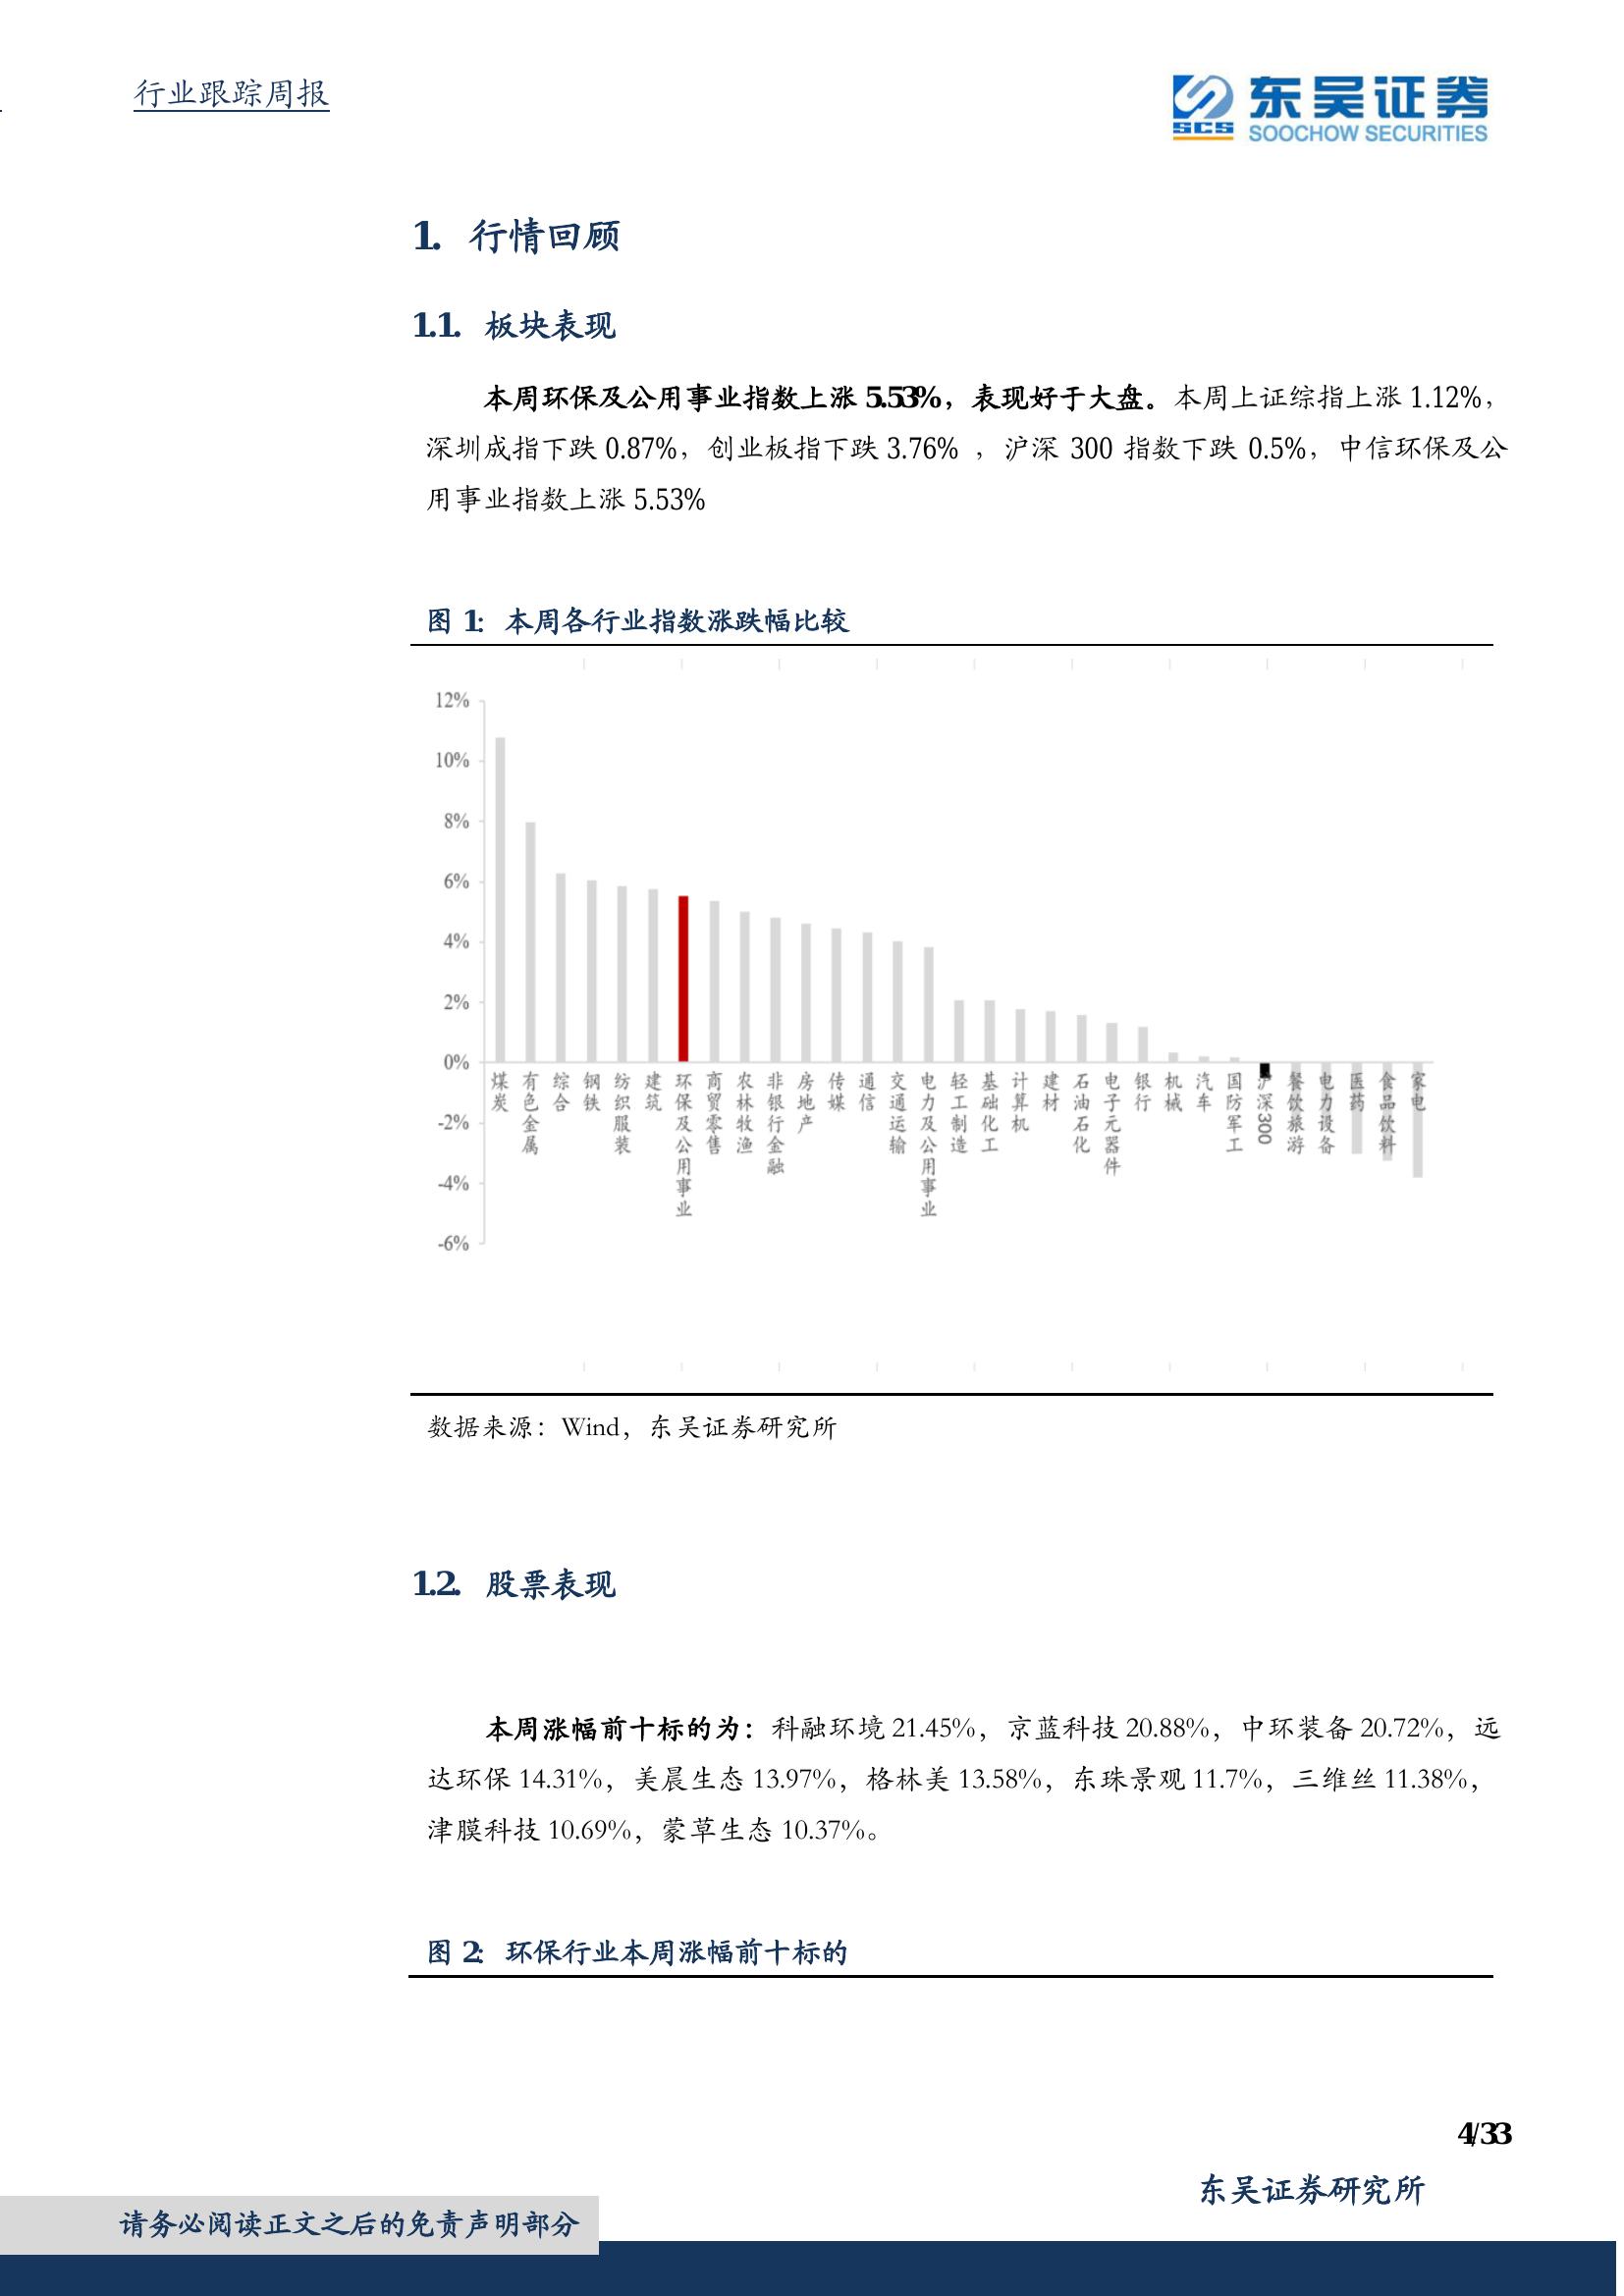 行业跟踪周报
SCS
东吴证券
SOOCHOW SECURITIES
1. 行情回顾
1.1. 板块表现
本周环保及公用事业指数上涨 5.53%，表现好于大盘。本周上证综指上涨 1.12%，
深圳成指下跌 0.87%，创业板指下跌 3.76% ，沪深 300 指数下跌 0.5%，中信环保及公
用事业指数上涨 5.53%
图 1: 本周各行业指数涨跌幅比较
12%
10%
8%
6%
4%
2%
0%
-2%
-4%
-6%
煤炭
有色金属
综合
钢铁
纺织服装
建筑
环保及公用事业
商贸零售
农林牧渔
非银行金融
房地产
传媒
通信
交通运输
电力及公用事业
轻工制造
基础化工
计算机
建材
石油石化
电子元器件
银行
机械
汽车
国防军工
沪深300
餐饮旅游
电力设备
医药
食品饮料
家电
数据来源：Wind，东吴证券研究所
1.2. 股票表现
本周涨幅前十标的为：科融环境 21.45%，京蓝科技 20.88%，中环装备 20.72%，远
达环保 14.31%，美晨生态 13.97%，格林美 13.58%，东珠景观 11.7%，三维丝 11.38%，
津膜科技 10.69%，蒙草生态 10.37%。
图 2: 环保行业本周涨幅前十标的
4/33
东吴证券研究所
请务必阅读正文之后的免责声明部分